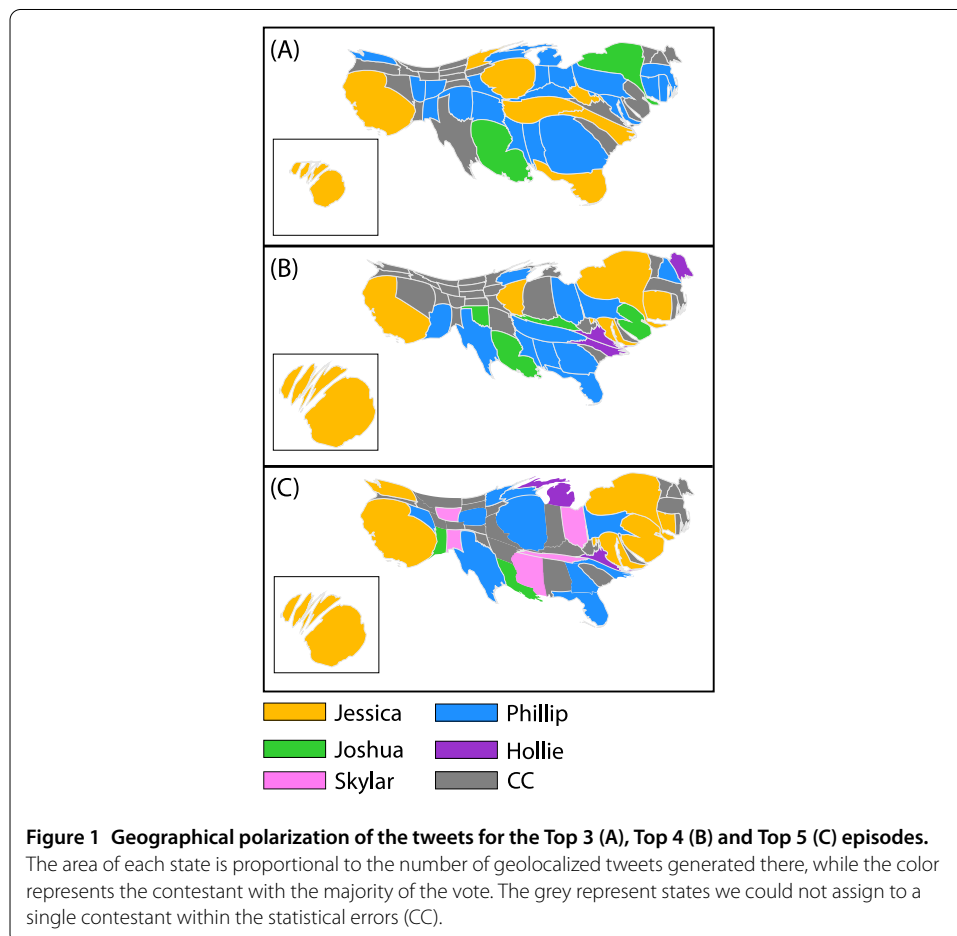 (A)
(B)
(C)
Jessica
Phillip
Joshua
Hollie
Skylar
CC
Figure 1 Geographical polarization of the tweets for the Top 3 (A), Top 4 (B) and Top 5 (C) episodes.
The area of each state is proportional to the number of geolocalized tweets generated there, while the color
represents the contestant with the majority of the vote. The grey represent states we could not assign to a
single contestant within the statistical errors (CC).